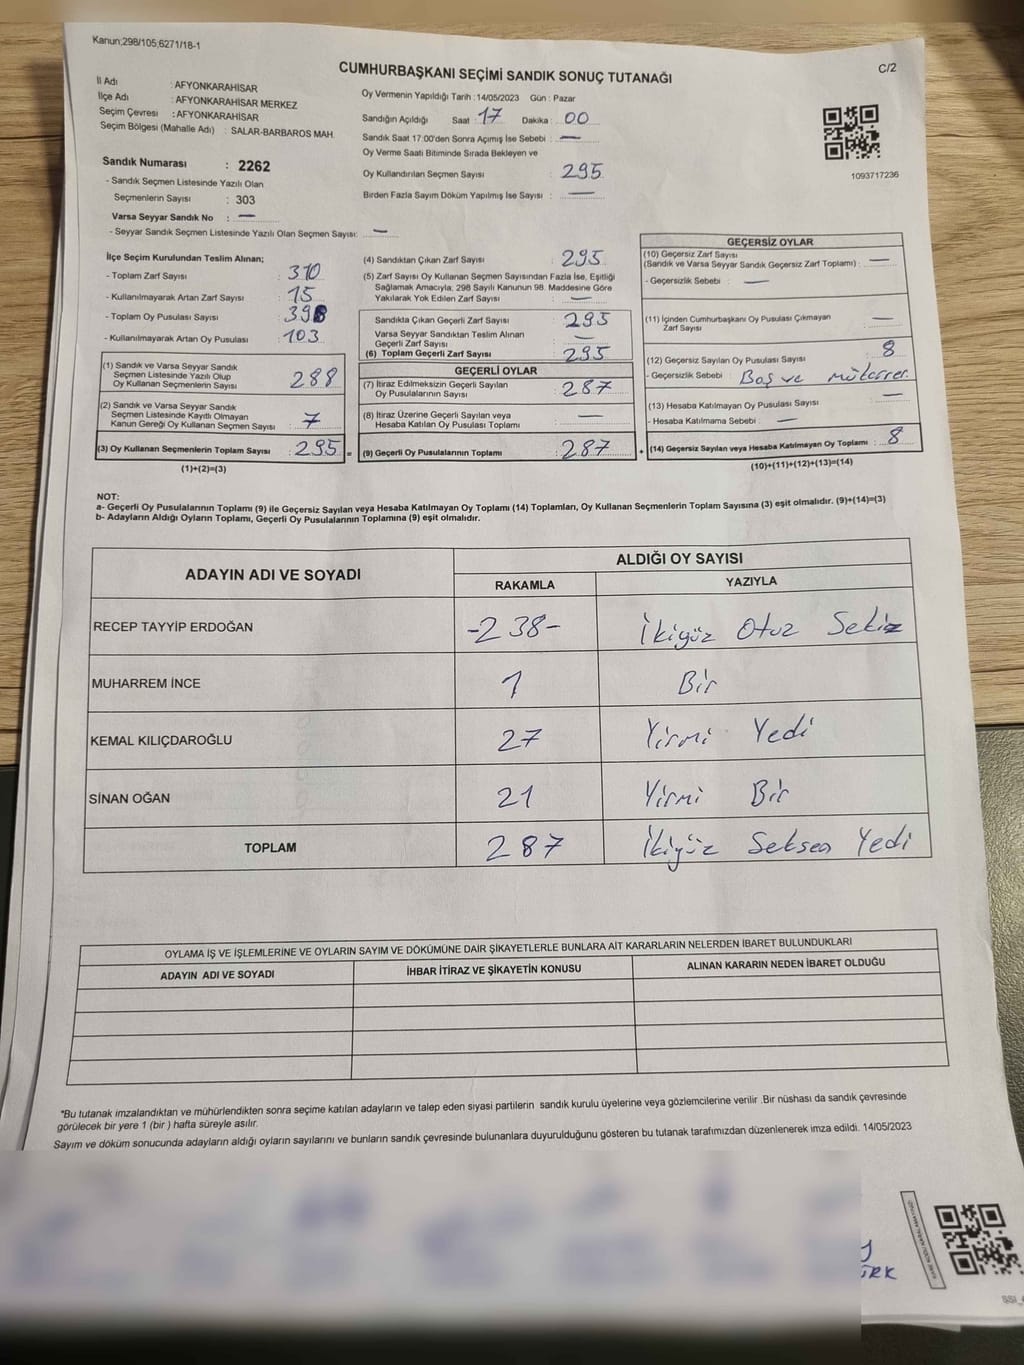 Kanun;298/105;6271/18-1
C/2
CUMHURBAŞKANI SEÇİMİ SANDIK SONUÇ TUTANAĞI
İl Adı : AFYONKARAHİSAR
İlçe Adı : AFYONKARAHİSAR MERKEZ
Seçim Çevresi : AFYONKARAHİSAR
Seçim Bölgesi (Mahalle Adı) : SALAR-BARBAROS MAH.
Sandık Numarası : 2262
- Sandık Seçmen Listesinde Yazılı Olan
Seçmenlerin Sayısı : 303
Varsa Seyyar Sandık No : —
- Seyyar Sandık Seçmen Listesinde Yazılı Olan Seçmen Sayısı: —
Oy Vermenin Yapıldığı Tarih : 14/05/2023 Gün : Pazar
Sandığın Açıldığı Saat : 17 Dakika : 00
Sandık Saat 17:00'den Sonra Açımış İse Sebebi : —
Oy Verme Saati Bitiminde Sırada Bekleyen ve
Oy Kullandırılan Seçmen Sayısı : 295
Birden Fazla Sayım Döküm Yapılmış İse Sayısı : —
1093717236
İlçe Seçim Kurulundan Teslim Alınan;
- Toplam Zarf Sayısı : 310
- Kullanılmayarak Artan Zarf Sayısı : 15
- Toplam Oy Pusulası Sayısı : 398
- Kullanılmayarak Artan Oy Pusulası : 103
(1) Sandık ve Varsa Seyyar Sandık
Seçmen Listesinde Yazılı Olup
Oy Kullanan Seçmenlerin Sayısı : 288
(2) Sandık ve Varsa Seyyar Sandık
Seçmen Listesinde Kayıtlı Olmayan
Kanun Gereği Oy Kullanan Seçmen Sayısı : 7
(3) Oy Kullanan Seçmenlerin Toplam Sayısı : 295
(1)+(2)=(3)
(4) Sandıktan Çıkan Zarf Sayısı : 295
(5) Zarf Sayısı Oy Kullanan Seçmen Sayısından Fazla İse, Eşitliği
Sağlamak Amacıyla; 298 Sayılı Kanunun 98. Maddesine Göre
Yakılarak Yok Edilen Zarf Sayısı : —
Sandıkta Çıkan Geçerli Zarf Sayısı : 295
Varsa Seyyar Sandıktan Teslim Alınan
Geçerli Zarf Sayısı : —
(6) Toplam Geçerli Zarf Sayısı : 295
GEÇERLİ OYLAR
(7) İtiraz Edilmeksizin Geçerli Sayılan
Oy Pusulalarının Sayısı : 287
(8) İtiraz Üzerine Geçerli Sayılan veya
Hesaba Katılan Oy Pusulası Toplamı : —
= (9) Geçerli Oy Pusulalarının Toplamı : 287
GEÇERSİZ OYLAR
(10) Geçersiz Zarf Sayısı
(Sandık ve Varsa Seyyar Sandık Geçersiz Zarf Toplamı) : —
- Geçersizlik Sebebi : —
(11) İçinden Cumhurbaşkanı Oy Pusulası Çıkmayan
Zarf Sayısı : —
(12) Geçersiz Sayılan Oy Pusulası Sayısı : 8
- Geçersizlik Sebebi : Boş ve mükerrer.
(13) Hesaba Katılmayan Oy Pusulası Sayısı : —
- Hesaba Katılmama Sebebi : —
+ (14) Geçersiz Sayılan veya Hesaba Katılmayan Oy Toplamı : 8
(10)+(11)+(12)+(13)=(14)
NOT:
a- Geçerli Oy Pusulalarının Toplamı (9) ile Geçersiz Sayılan veya Hesaba Katılmayan Oy Toplamı (14) Toplamları, Oy Kullanan Seçmenlerin Toplam Sayısına (3) eşit olmalıdır. (9)+(14)=(3)
b- Adayların Aldığı Oyların Toplamı, Geçerli Oy Pusulalarının Toplamına (9) eşit olmalıdır.
ADAYIN ADI VE SOYADI ALDIĞI OY SAYISI
RAKAMLA YAZIYLA
RECEP TAYYİP ERDOĞAN -238- İkiyüz Otuz Sekiz
MUHARREM İNCE 1 Bir
KEMAL KILIÇDAROĞLU 27 Yirmi Yedi
SİNAN OĞAN 21 Yirmi Bir
TOPLAM 287 İkiyüz Seksen Yedi
OYLAMA İŞ VE İŞLEMLERİNE VE OYLARIN SAYIM VE DÖKÜMÜNE DAİR ŞİKAYETLERLE BUNLARA AİT KARARLARIN NELERDEN İBARET BULUNDUKLARI
ADAYIN ADI VE SOYADI İHBAR İTİRAZ VE ŞİKAYETİN KONUSU ALINAN KARARIN NEDEN İBARET OLDUĞU
*Bu tutanak imzalandıktan ve mühürlendikten sonra seçime katılan adayların ve talep eden siyasi partilerin sandık kurulu üyelerine veya gözlemcilerine verilir .Bir nüshası da sandık çevresinde
görülecek bir yere 1 (bir ) hafta süreyle asılır.
Sayım ve döküm sonucunda adayların aldığı oyların sayılarını ve bunların sandık çevresinde bulunanlara duyurulduğunu gösteren bu tutanak tarafımızdan düzenlenerek imza edildi. 14/05/2023